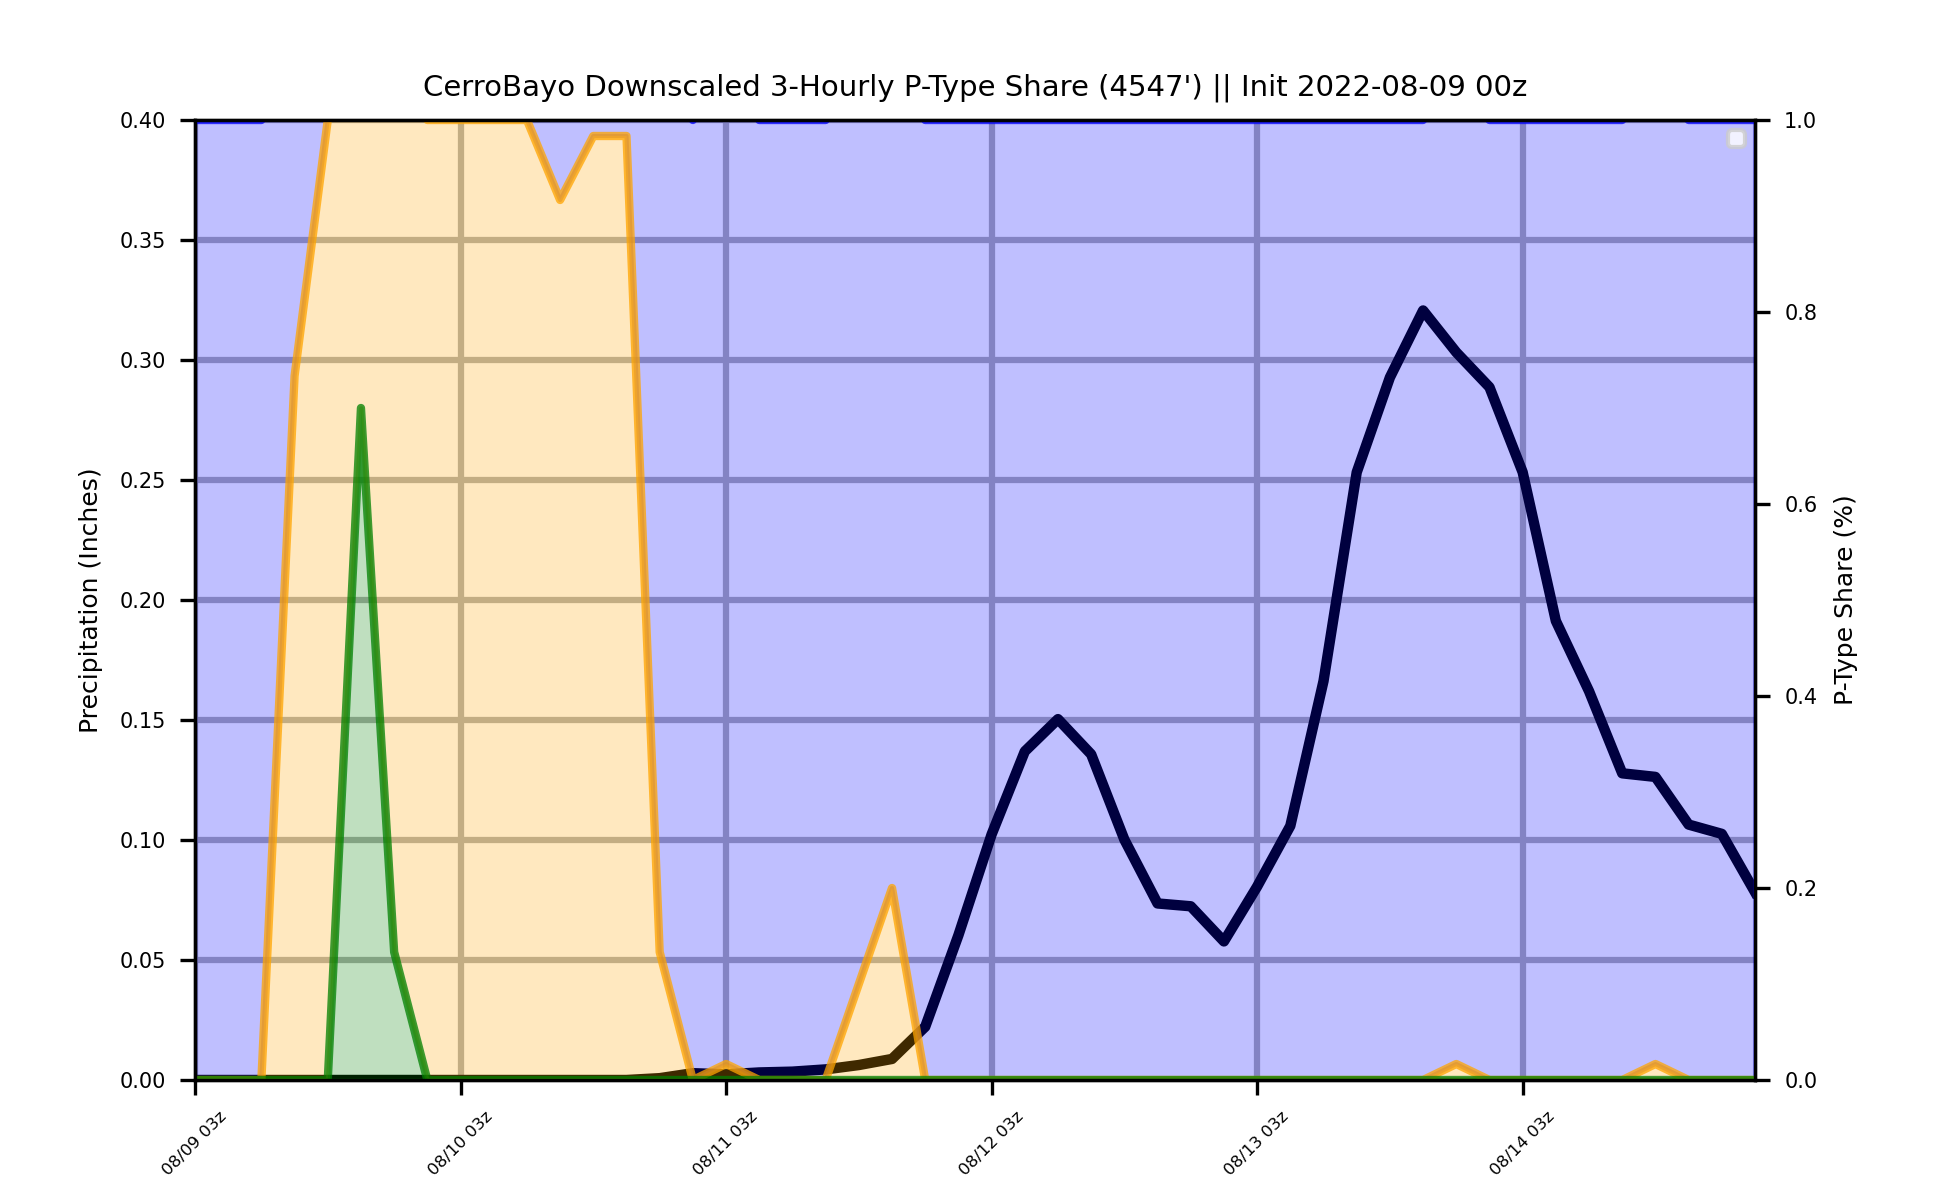 CerroBayo Downscaled 3-Hourly P-Type Share (4547') || Init 2022-08-09 00z
0.40
0.35
0.30
0.25
0.20
0.15
0.10
0.05
0.00
Precipitation (Inches)
1.0
0.8
0.6
0.4
0.2
0.0
P-Type Share (%)
08/09 03z
08/10 03z
08/11 03z
08/12 03z
08/13 03z
08/14 03z